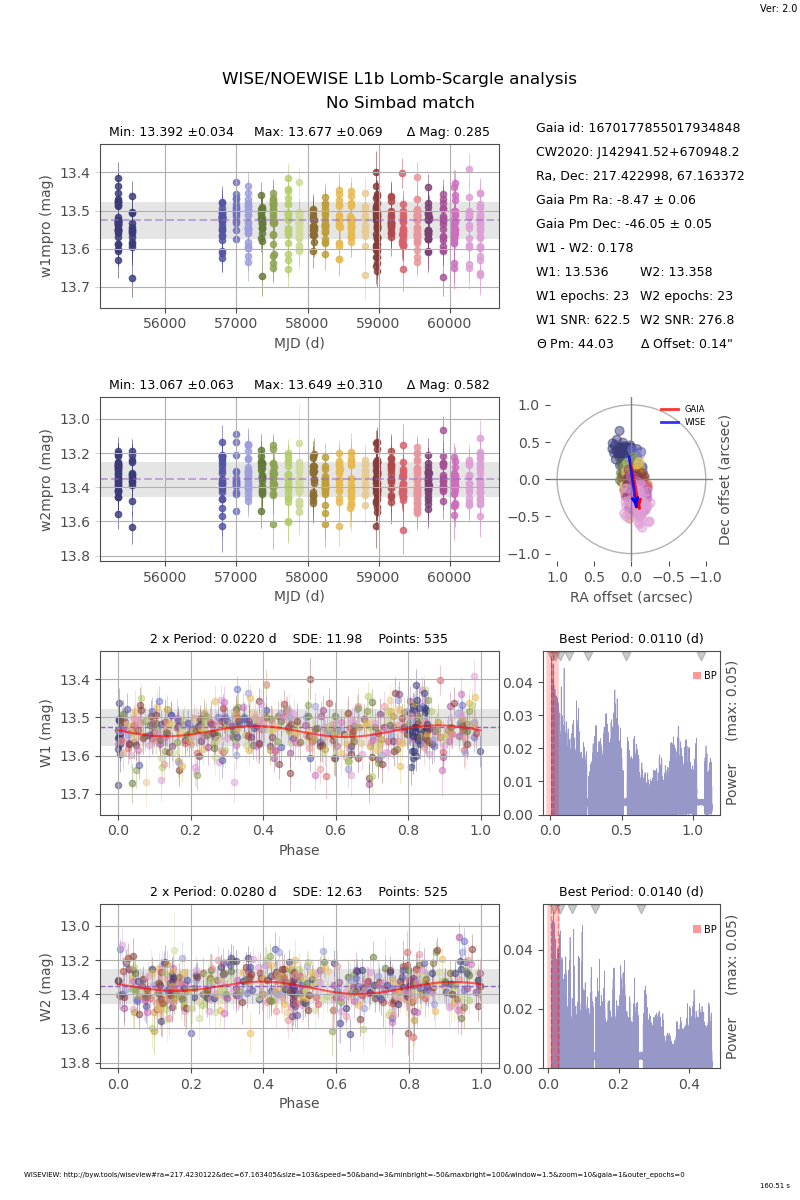 Ver: 2.0
WISE/NOEWISE L1b Lomb-Scargle analysis
No Simbad match
Min: 13.392 ±0.034 Max: 13.677 ±0.069 Δ Mag: 0.285
13.4
13.5
13.6
13.7
w1mpro (mag)
56000 57000 58000 59000 60000
MJD (d)
Gaia id: 1670177855017934848
CW2020: J142941.52+670948.2
Ra, Dec: 217.422998, 67.163372
Gaia Pm Ra: -8.47 ± 0.06
Gaia Pm Dec: -46.05 ± 0.05
W1 - W2: 0.178
W1: 13.536 W2: 13.358
W1 epochs: 23 W2 epochs: 23
W1 SNR: 622.5 W2 SNR: 276.8
Θ Pm: 44.03 Δ Offset: 0.14"
Min: 13.067 ±0.063 Max: 13.649 ±0.310 Δ Mag: 0.582
13.0
13.2
13.4
13.6
13.8
w2mpro (mag)
56000 57000 58000 59000 60000
MJD (d)
1.0
0.5
0.0
−0.5
−1.0
GAIA
WISE
Dec offset (arcsec)
1.0 0.5 0.0 −0.5 −1.0
RA offset (arcsec)
2 x Period: 0.0220 d SDE: 11.98 Points: 535
13.4
13.5
13.6
13.7
W1 (mag)
0.0 0.2 0.4 0.6 0.8 1.0
Phase
Best Period: 0.0110 (d)
0.04
0.03
0.02
0.01
0.00
BP
Power (max: 0.05)
0.0 0.5 1.0
2 x Period: 0.0280 d SDE: 12.63 Points: 525
13.0
13.2
13.4
13.6
13.8
W2 (mag)
0.0 0.2 0.4 0.6 0.8 1.0
Phase
Best Period: 0.0140 (d)
0.04
0.02
0.00
BP
Power (max: 0.05)
0.0 0.2 0.4
WISEVIEW: http://byw.tools/wiseview#ra=217.4230122&dec=67.163405&size=103&speed=50&band=3&minbright=-50&maxbright=100&window=1.5&zoom=10&gaia=1&outer_epochs=0
160.51 s